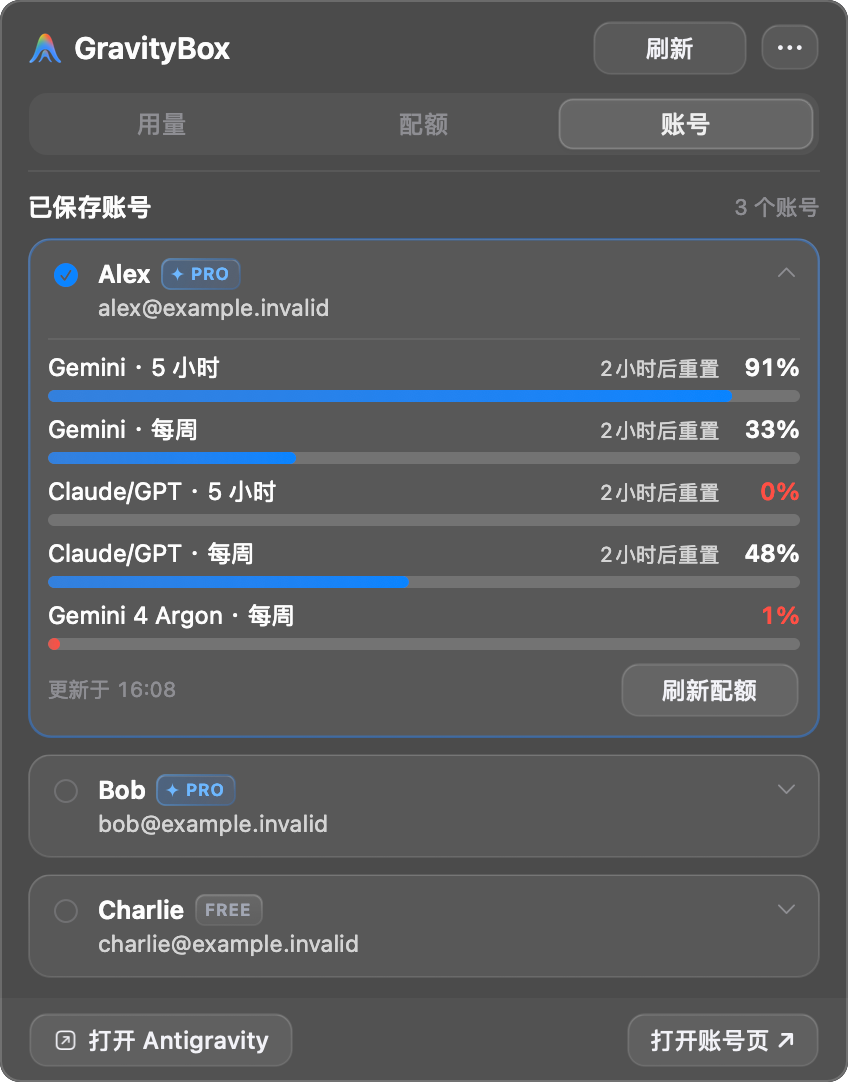 GravityBox
刷新
用量
配额
账号
已保存账号
3 个账号
Alex
PRO
alex@example.invalid
Gemini · 5 小时
2小时后重置
91%
Gemini · 每周
2小时后重置
33%
Claude/GPT · 5 小时
2小时后重置
0%
Claude/GPT · 每周
2小时后重置
48%
Gemini 4 Argon · 每周
1%
更新于 16:08
刷新配额
Bob
PRO
bob@example.invalid
Charlie
FREE
charlie@example.invalid
打开 Antigravity
打开账号页